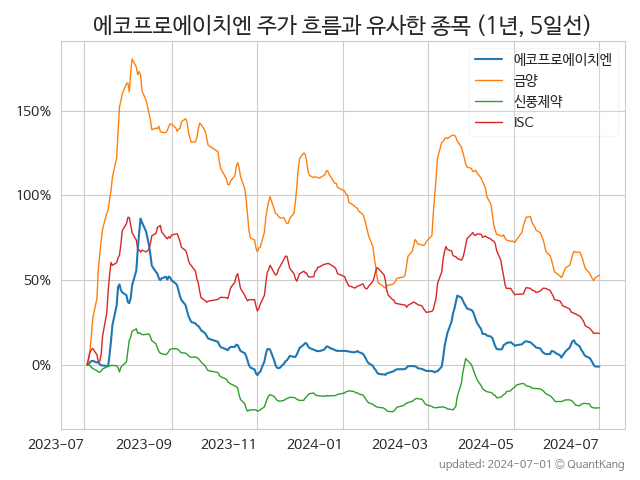 에코프로에이치엔 주가 흐름과 유사한 종목 (1년, 5일선)
에코프로에이치엔
금양
신풍제약
ISC
150%
100%
50%
0%
2023-07 2023-09 2023-11 2024-01 2024-03 2024-05 2024-07
updated: 2024-07-01 © QuantKang